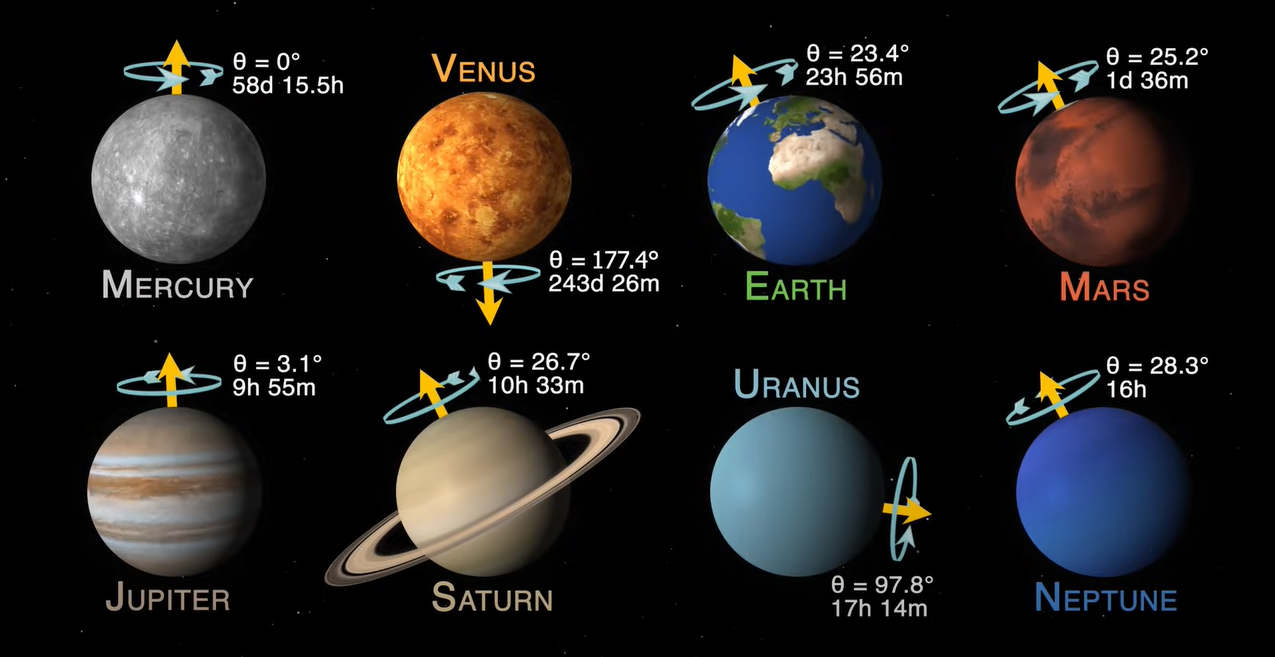 θ = 0°
58d 15.5h
MERCURY
VENUS
θ = 177.4°
243d 26m
θ = 23.4°
23h 56m
EARTH
θ = 25.2°
1d 36m
MARS
θ = 3.1°
9h 55m
JUPITER
θ = 26.7°
10h 33m
SATURN
URANUS
θ = 97.8°
17h 14m
θ = 28.3°
16h
NEPTUNE